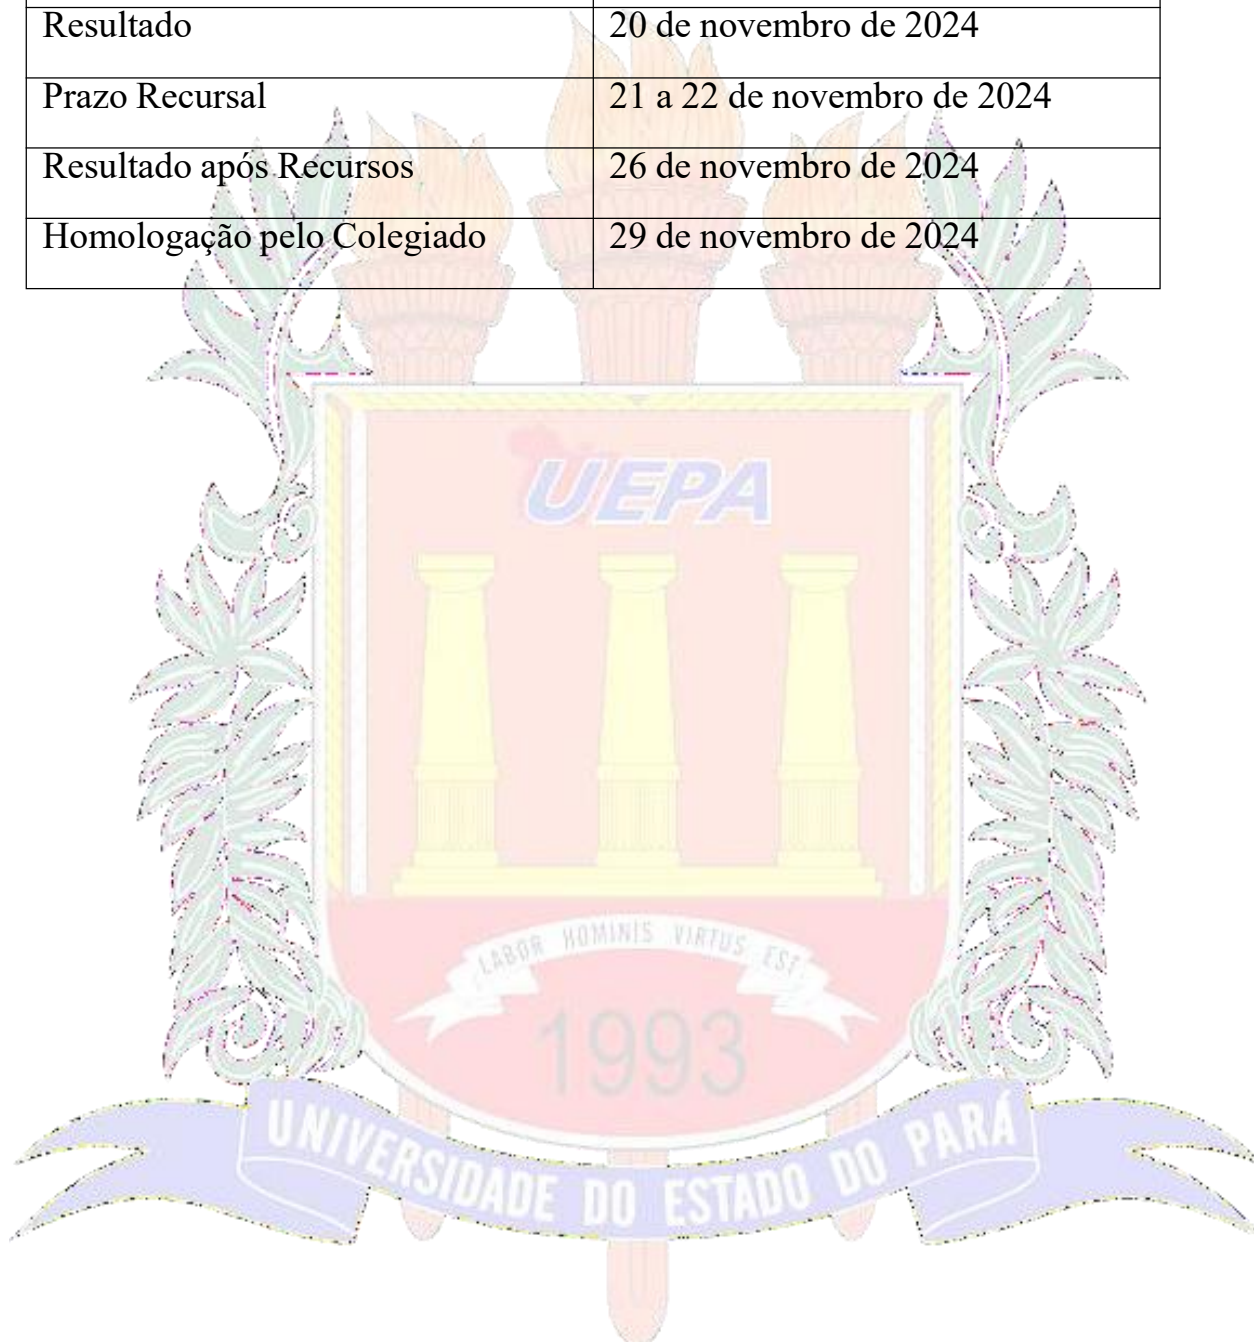 Resultado 20 de novembro de 2024
Prazo Recursal 21 a 22 de novembro de 2024
Resultado após Recursos 26 de novembro de 2024
Homologação pelo Colegiado 29 de novembro de 2024
UEPA
LABOR HOMINIS VIRTUS EST
1993
UNIVERSIDADE DO ESTADO DO PARÁ